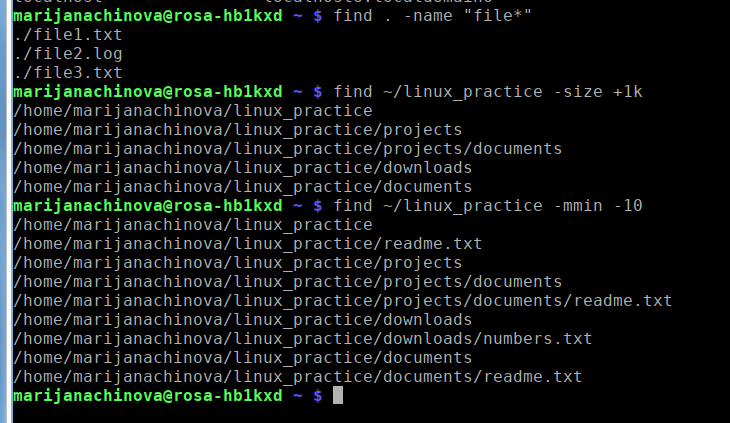 marijanachinova@rosa-hb1kxd ~ $ find . -name "file*"
./file1.txt
./file2.log
./file3.txt
marijanachinova@rosa-hb1kxd ~ $ find ~/linux_practice -size +1k
/home/marijanachinova/linux_practice
/home/marijanachinova/linux_practice/projects
/home/marijanachinova/linux_practice/projects/documents
/home/marijanachinova/linux_practice/downloads
/home/marijanachinova/linux_practice/documents
marijanachinova@rosa-hb1kxd ~ $ find ~/linux_practice -mmin -10
/home/marijanachinova/linux_practice
/home/marijanachinova/linux_practice/readme.txt
/home/marijanachinova/linux_practice/projects
/home/marijanachinova/linux_practice/projects/documents
/home/marijanachinova/linux_practice/projects/documents/readme.txt
/home/marijanachinova/linux_practice/downloads
/home/marijanachinova/linux_practice/downloads/numbers.txt
/home/marijanachinova/linux_practice/documents
/home/marijanachinova/linux_practice/documents/readme.txt
marijanachinova@rosa-hb1kxd ~ $